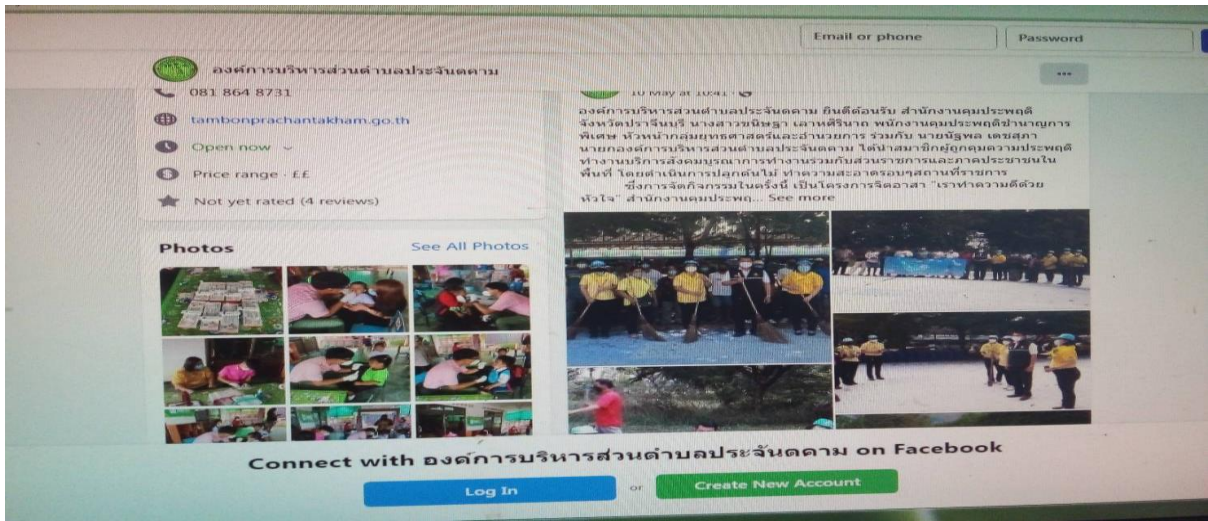 Email or phone
Password
องค์การบริหารส่วนตำบลประจันตคาม
081 864 8731
tambonprachantakham.go.th
Open now
Price range · ££
Not yet rated (4 reviews)
Photos
See All Photos
10 May at 10:41
องค์การบริหารส่วนตำบลประจันตคาม ยินดีต้อนรับ สำนักงานคุมประพฤติ
จังหวัดปราจีนบุรี นางสาวขนิษฐา เลาหศิรินาถ พนักงานคุมประพฤติชำนาญการ
พิเศษ หัวหน้ากลุ่มยุทธศาสตร์และอำนวยการ ร่วมกับ นายนัฐพล เดชสุภา
นายกองค์การบริหารส่วนตำบลประจันตคาม ได้นำสมาชิกผู้ถูกคุมความประพฤติ
ทำงานบริการสังคมบูรณาการทำงานร่วมกับส่วนราชการและภาคประชาชนใน
พื้นที่ โดยดำเนินการปลูกต้นไม้ ทำความสะอาดรอบๆสถานที่ราชการ
ซึ่งการจัดกิจกรรมในครั้งนี้ เป็นโครงการจิตอาสา "เราทำความดีด้วย
หัวใจ" สำนักงานคุมประพฤ... See more
Connect with องค์การบริหารส่วนตำบลประจันตคาม on Facebook
Log In
or
Create New Account